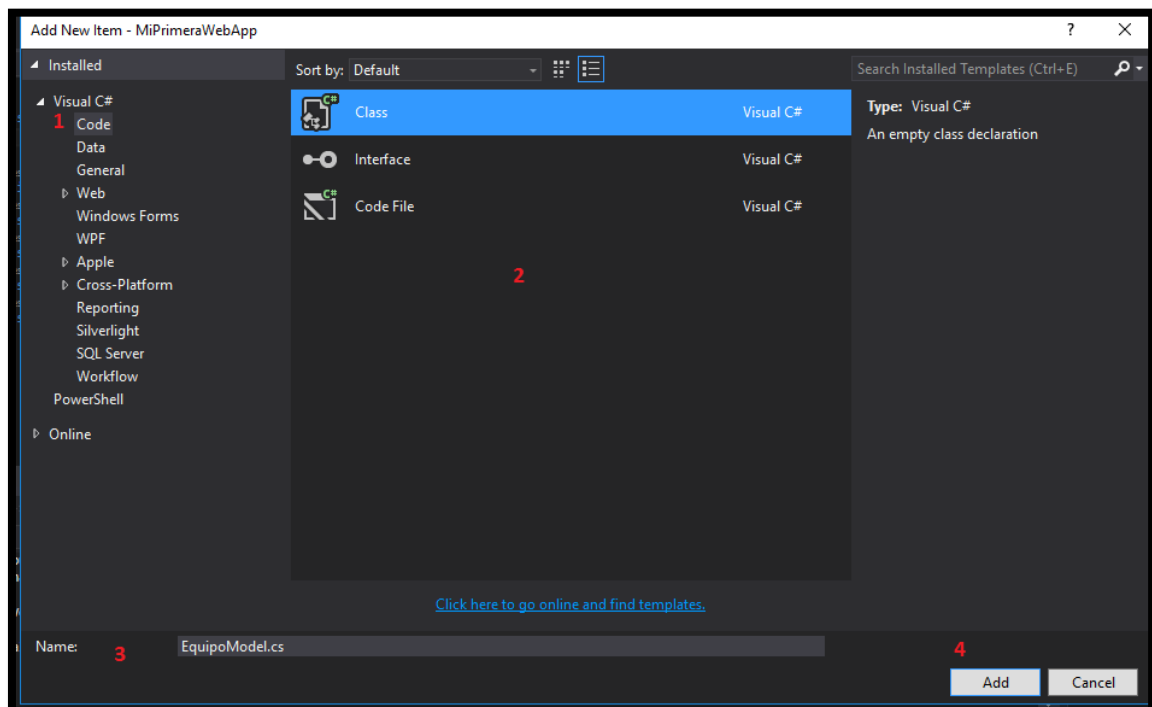 Add New Item - MiPrimeraWebApp
?
Installed
Sort by: Default
Search Installed Templates (Ctrl+E)
Visual C#
1 Code
Data
General
Web
Windows Forms
WPF
Apple
Cross-Platform
Reporting
Silverlight
SQL Server
Workflow
PowerShell
Online
C# Class Visual C#
Interface Visual C#
C# Code File Visual C#
2
Type: Visual C#
An empty class declaration
Click here to go online and find templates.
Name: 3 EquipoModel.cs
4
Add Cancel